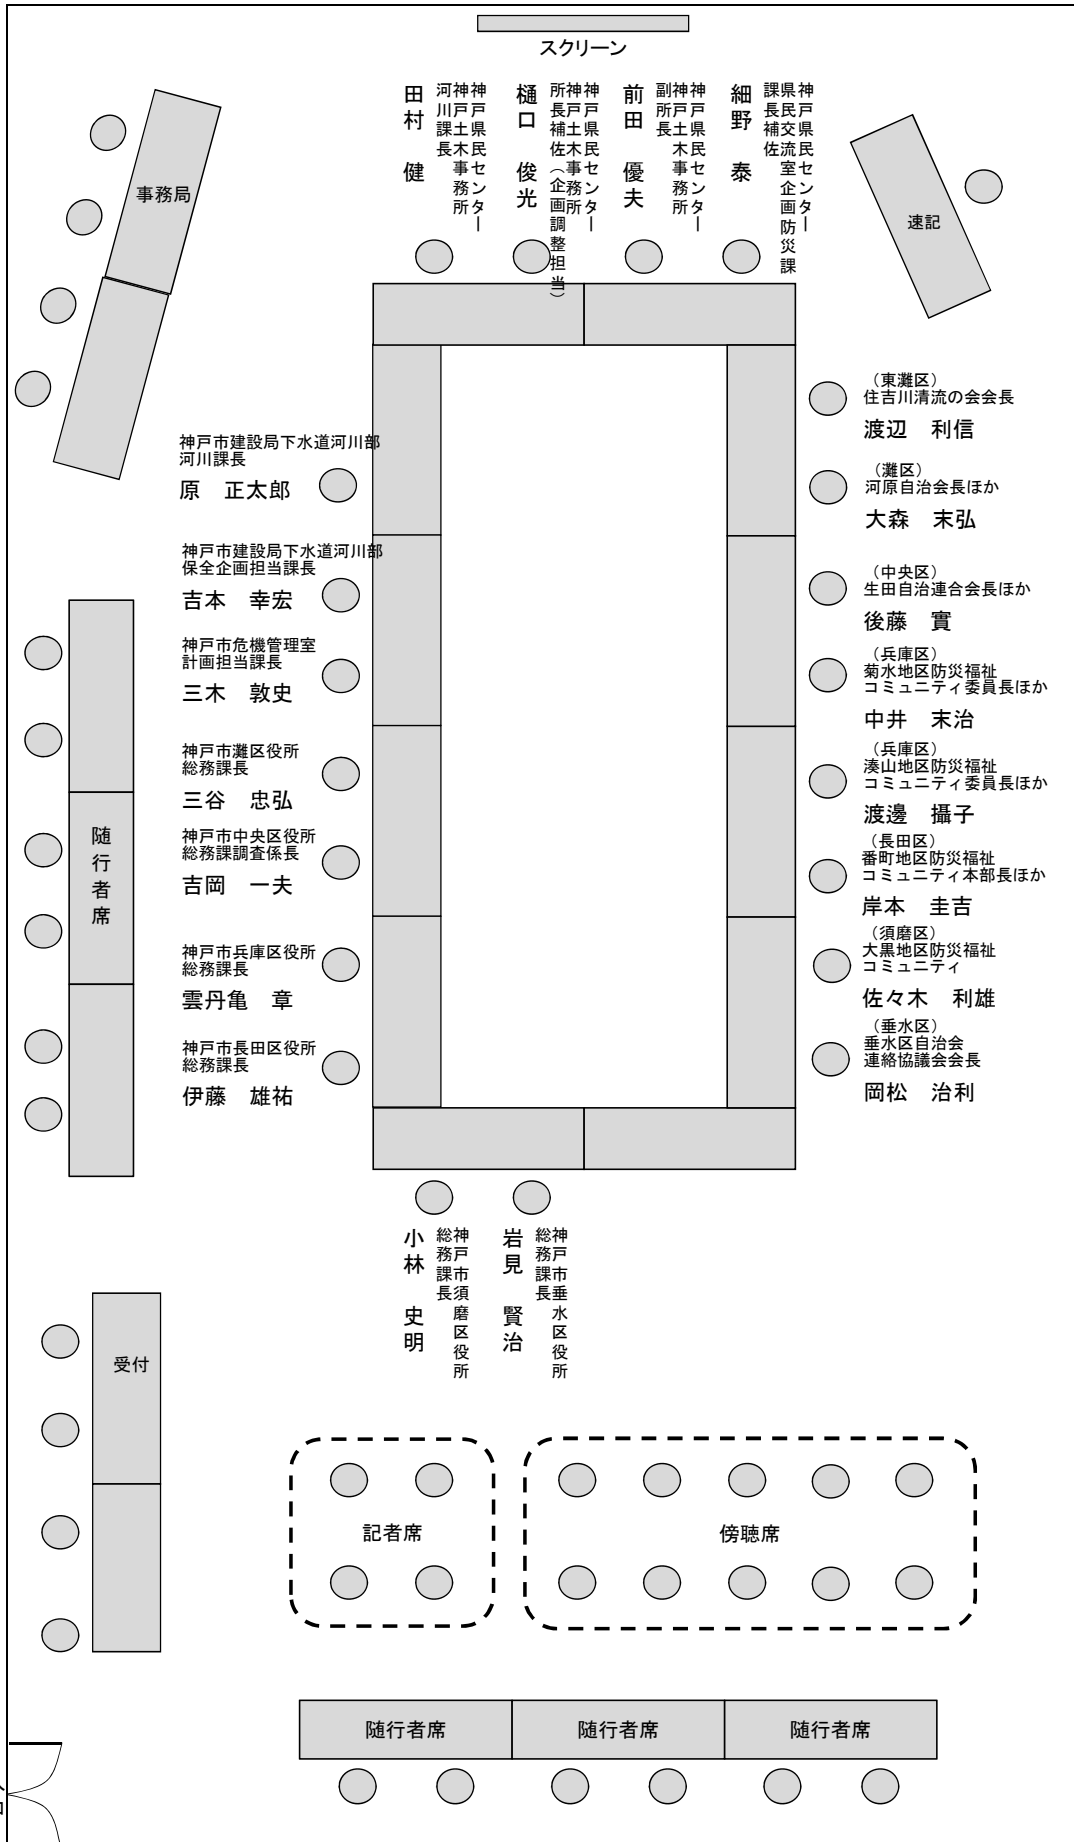 スクリーン
神戸県民センター
神戸土木事務所
河川課長
田村　健
神戸県民センター
神戸土木事務所
所長補佐（企画調整担当）
樋口　俊光
神戸県民センター
神戸土木事務所
副所長
前田　優夫
神戸県民センター
県民交流室企画防災課
課長補佐
細野　泰
事務局
速記
神戸市建設局下水道河川部
河川課長
原　正太郎
神戸市建設局下水道河川部
保全企画担当課長
吉本　幸宏
神戸市危機管理室
計画担当課長
三木　敦史
神戸市灘区役所
総務課長
三谷　忠弘
神戸市中央区役所
総務課調査係長
吉岡　一夫
神戸市兵庫区役所
総務課長
雲丹亀　章
神戸市長田区役所
総務課長
伊藤　雄祐
（東灘区）
住吉川清流の会会長
渡辺　利信
（灘区）
河原自治会長ほか
大森　末弘
（中央区）
生田自治連合会長ほか
後藤　實
（兵庫区）
菊水地区防災福祉
コミュニティ委員長ほか
中井　末治
（兵庫区）
湊山地区防災福祉
コミュニティ委員長ほか
渡邊　攝子
（長田区）
番町地区防災福祉
コミュニティ本部長ほか
岸本　圭吉
（須磨区）
大黒地区防災福祉
コミュニティ
佐々木　利雄
（垂水区）
垂水区自治会
連絡協議会会長
岡松　治利
随行者席
神戸市須磨区役所
総務課長
小林　史明
神戸市垂水区役所
総務課長
岩見　賢治
受付
記者席
傍聴席
随行者席
随行者席
随行者席